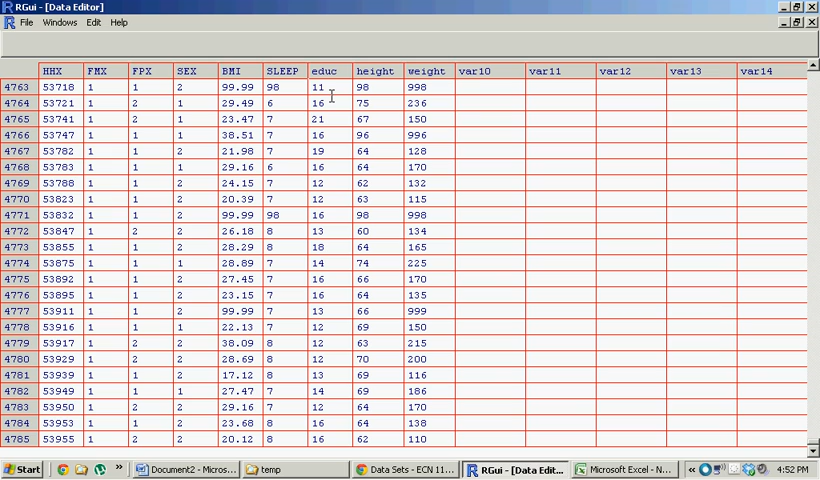 RGui - [Data Editor]
File Windows Edit Help
HHX FMX FPX SEX BMI SLEEP educ height weight var10 var11 var12 var13 var14
4763 53718 1 1 2 99.99 98 11 98 998
4764 53721 1 2 1 29.49 6 16 75 236
4765 53741 1 2 1 23.47 7 21 67 150
4766 53747 1 1 1 38.51 7 16 96 996
4767 53782 1 1 2 21.98 7 19 64 128
4768 53783 1 1 1 29.16 6 16 64 170
4769 53788 1 1 2 24.15 7 12 62 132
4770 53823 1 1 2 20.39 7 12 63 115
4771 53832 1 1 2 99.99 98 16 98 998
4772 53847 1 2 2 26.18 8 13 60 134
4773 53855 1 1 2 28.29 8 18 64 165
4774 53875 1 1 1 28.89 7 14 74 225
4775 53892 1 1 2 27.45 7 16 66 170
4776 53895 1 1 2 23.15 7 16 64 135
4777 53911 1 1 2 99.99 7 13 66 999
4778 53916 1 1 1 22.13 7 12 69 150
4779 53917 1 2 2 38.09 8 12 63 215
4780 53929 1 2 2 28.69 8 12 70 200
4781 53939 1 1 2 17.12 8 13 69 116
4782 53949 1 1 1 27.47 7 14 69 186
4783 53950 1 2 2 29.16 7 12 64 170
4784 53953 1 1 2 23.68 8 16 64 138
4785 53955 1 2 2 20.12 8 16 62 110
Start » Document2 - Micros... temp Data Sets - ECN 11... RGui - [Data Edit... Microsoft Excel - N... « 4:52 PM